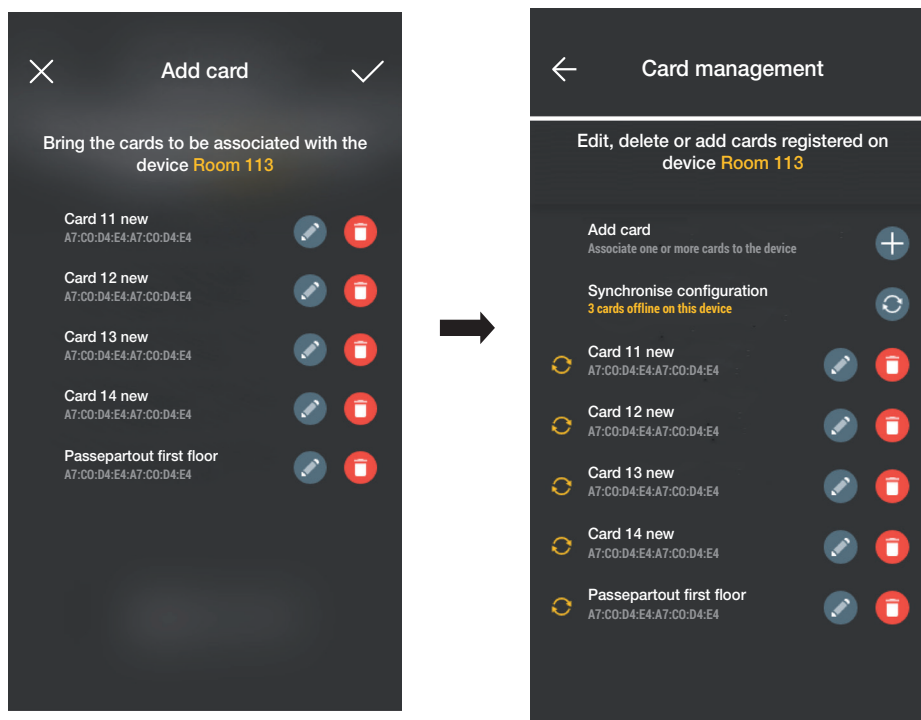 Add card
Bring the cards to be associated with the
device Room 113
Card 11 new
A7:C0:D4:E4:A7:C0:D4:E4
Card 12 new
A7:C0:D4:E4:A7:C0:D4:E4
Card 13 new
A7:C0:D4:E4:A7:C0:D4:E4
Card 14 new
A7:C0:D4:E4:A7:C0:D4:E4
Passepartout first floor
A7:C0:D4:E4:A7:C0:D4:E4
Card management
Edit, delete or add cards registered on
device Room 113
Add card
Associate one or more cards to the device
Synchronise configuration
3 cards offline on this device
Card 11 new
A7:C0:D4:E4:A7:C0:D4:E4
Card 12 new
A7:C0:D4:E4:A7:C0:D4:E4
Card 13 new
A7:C0:D4:E4:A7:C0:D4:E4
Card 14 new
A7:C0:D4:E4:A7:C0:D4:E4
Passepartout first floor
A7:C0:D4:E4:A7:C0:D4:E4